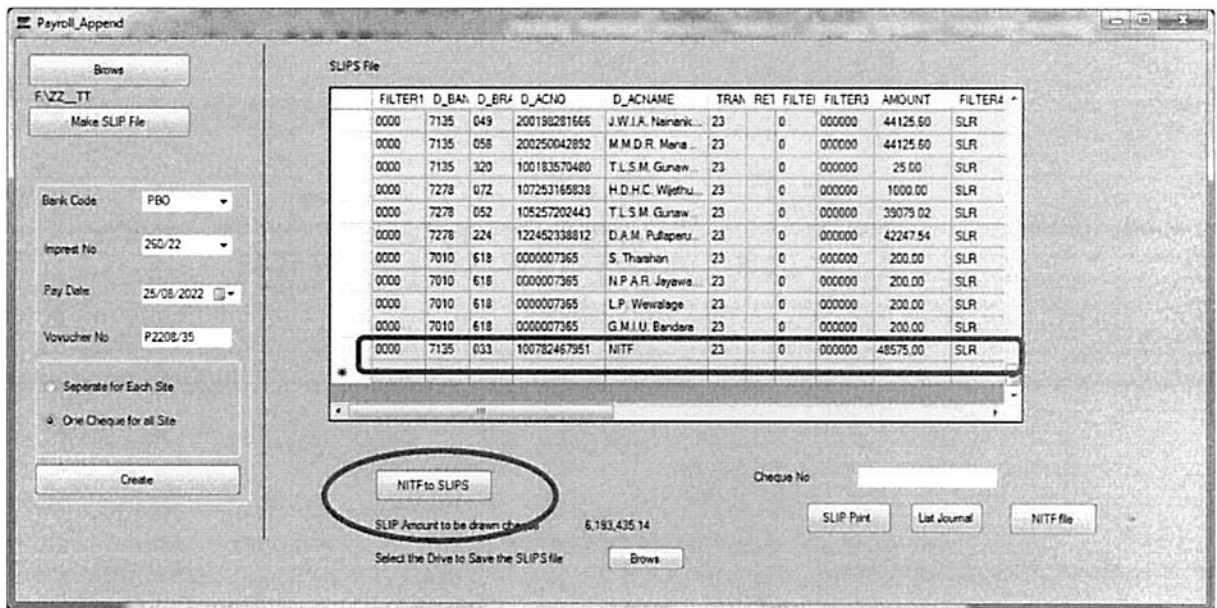 Payroll_Append
Brows
F:\ZZ__TT
Make SLIP File
Bank Code PBO
Imprest No 260/22
Pay Date 25/08/2022
Vovucher No P2208/35
Seperate for Each Site
One Cheque for all Site
Create
SLIPS File
FILTER1 D_BAN D_BRA D_ACNO D_ACNAME TRAN RET FILTEI FILTER3 AMOUNT FILTER4
0000 7135 049 200198281666 J.W.I.A. Nainank... 23 0 000000 44125.60 SLR
0000 7135 058 200250042892 M.M.D.R. Mana... 23 0 000000 44125.60 SLR
0000 7135 320 100183570480 T.L.S.M. Gunaw... 23 0 000000 25.00 SLR
0000 7278 072 107253165838 H.D.H.C. Wijethu... 23 0 000000 1000.00 SLR
0000 7278 052 105257202443 T.L.S.M. Gunaw... 23 0 000000 39079.02 SLR
0000 7278 224 122452338812 D.A.M. Pullaperu... 23 0 000000 42247.54 SLR
0000 7010 618 0000007365 S. Tharshan 23 0 000000 200.00 SLR
0000 7010 618 0000007365 N.P.A.R. Jayawa... 23 0 000000 200.00 SLR
0000 7010 618 0000007365 L.P. Wewalage 23 0 000000 200.00 SLR
0000 7010 618 0000007365 G.M.I.U. Bandara 23 0 000000 200.00 SLR
0000 7135 033 100782467951 NITF 23 0 000000 48575.00 SLR
NITF to SLIPS
Cheque No
SLIP Amount to be drawn cheque 6,193,435.14
SLIP Print List Journal NITF file
Select the Drive to Save the SLIPS file Brows